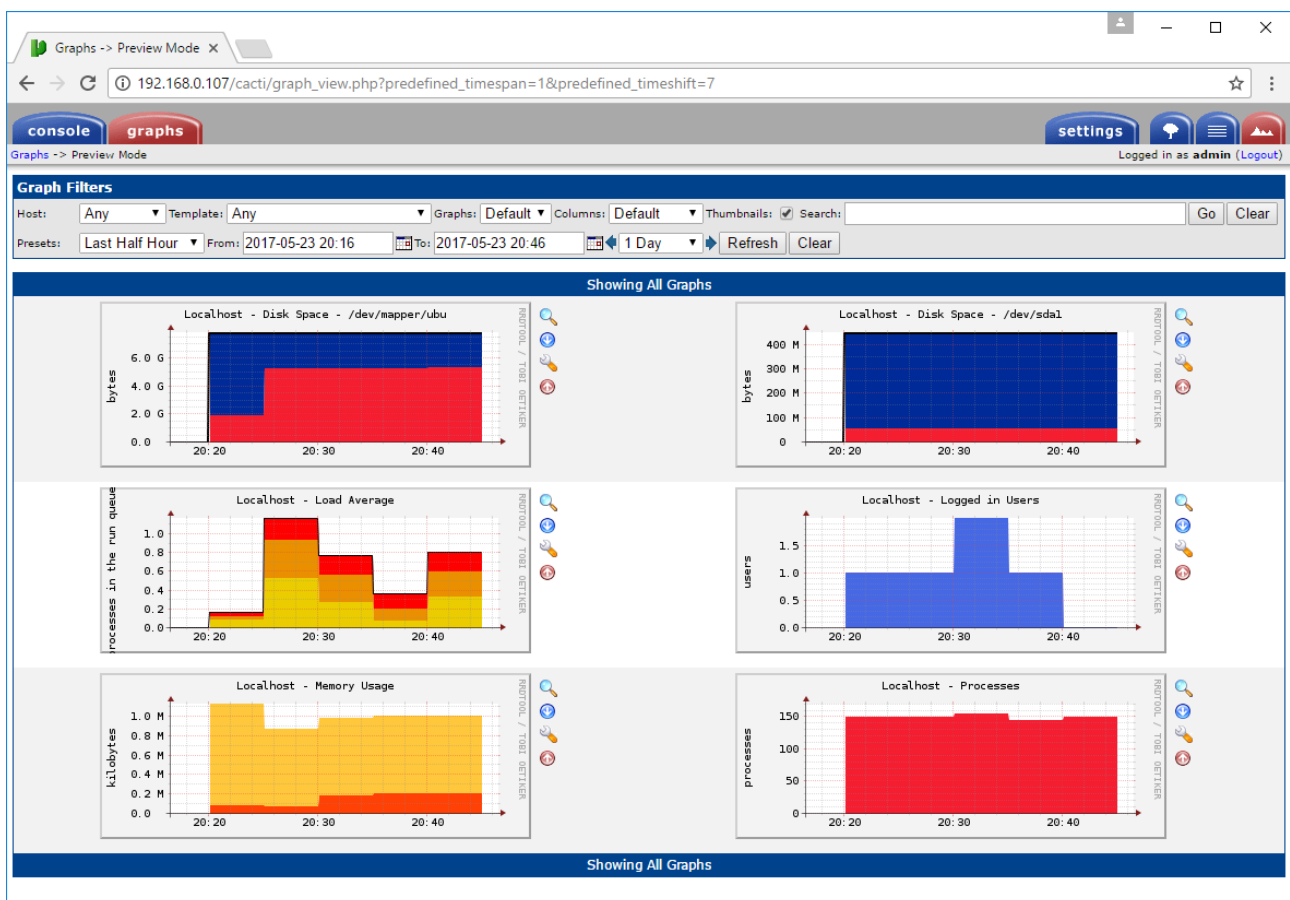 Graphs -> Preview Mode
192.168.0.107/cacti/graph_view.php?predefined_timespan=1&predefined_timeshift=7
console graphs settings
Graphs -> Preview Mode Logged in as admin (Logout)
Graph Filters
Host: Any Template: Any Graphs: Default Columns: Default Thumbnails: Search: Go Clear
Presets: Last Half Hour From: 2017-05-23 20:16 To: 2017-05-23 20:46 1 Day Refresh Clear
Showing All Graphs
Localhost - Disk Space - /dev/mapper/ubu
RRDTOOL / TOBI OETIKER
bytes
6.0 G
4.0 G
2.0 G
0.0
20:20 20:30 20:40
Localhost - Disk Space - /dev/sda1
RRDTOOL / TOBI OETIKER
bytes
400 M
300 M
200 M
100 M
0
20:20 20:30 20:40
Localhost - Load Average
RRDTOOL / TOBI OETIKER
processes in the run queue
1.0
0.8
0.6
0.4
0.2
0.0
20:20 20:30 20:40
Localhost - Logged in Users
RRDTOOL / TOBI OETIKER
users
1.5
1.0
0.5
0.0
20:20 20:30 20:40
Localhost - Memory Usage
RRDTOOL / TOBI OETIKER
kilobytes
1.0 M
0.8 M
0.6 M
0.4 M
0.2 M
0.0
20:20 20:30 20:40
Localhost - Processes
RRDTOOL / TOBI OETIKER
processes
150
100
50
0
20:20 20:30 20:40
Showing All Graphs